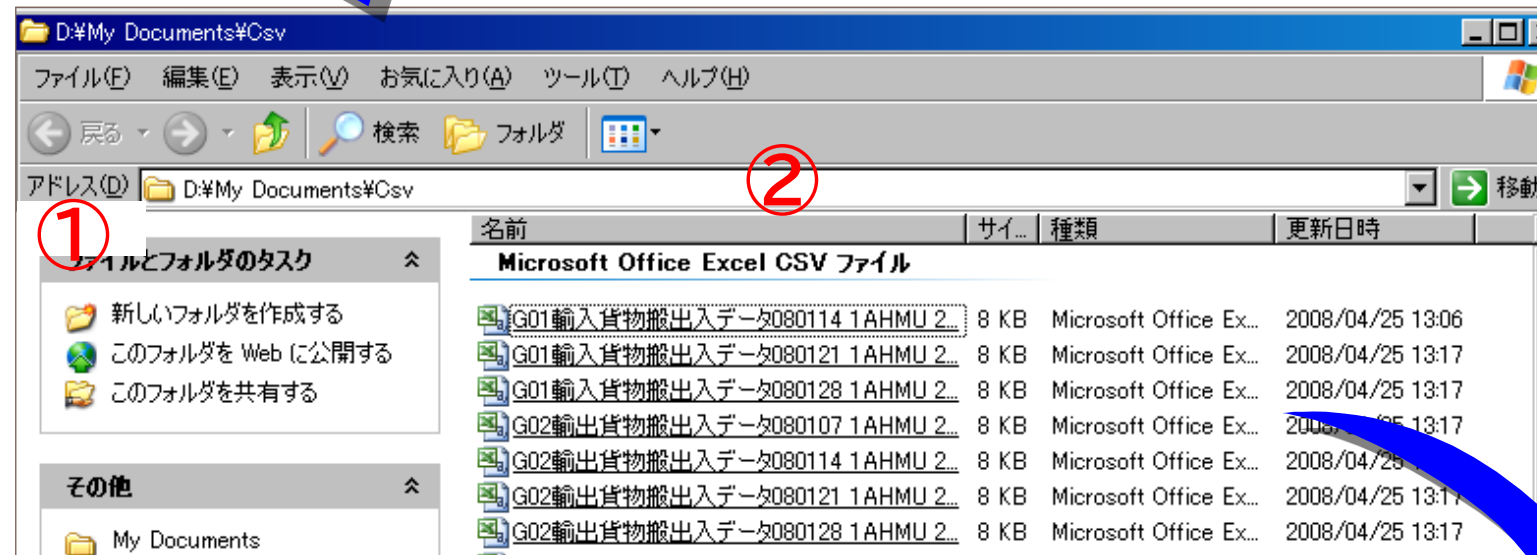 D:¥My Documents¥Csv
ファイル(F) 編集(E) 表示(V) お気に入り(A) ツール(T) ヘルプ(H)
戻る 検索 フォルダ
アドレス(D) D:¥My Documents¥Csv 移動
① ②
名前 サイ... 種類 更新日時
ファイルとフォルダのタスク
Microsoft Office Excel CSV ファイル
新しいフォルダを作成する
このフォルダを Web に公開する
このフォルダを共有する
その他
My Documents
G01輸入貨物搬出入データ080114 1AHMU 2... 8 KB Microsoft Office Ex... 2008/04/25 13:06
G01輸入貨物搬出入データ080121 1AHMU 2... 8 KB Microsoft Office Ex... 2008/04/25 13:17
G01輸入貨物搬出入データ080128 1AHMU 2... 8 KB Microsoft Office Ex... 2008/04/25 13:17
G02輸出貨物搬出入データ080107 1AHMU 2... 8 KB Microsoft Office Ex... 13:17
G02輸出貨物搬出入データ080114 1AHMU 2... 8 KB Microsoft Office Ex...
G02輸出貨物搬出入データ080121 1AHMU 2... 8 KB Microsoft Office Ex... 2008/04/25
G02輸出貨物搬出入データ080128 1AHMU 2... 8 KB Microsoft Office Ex... 2008/04/25 13:17